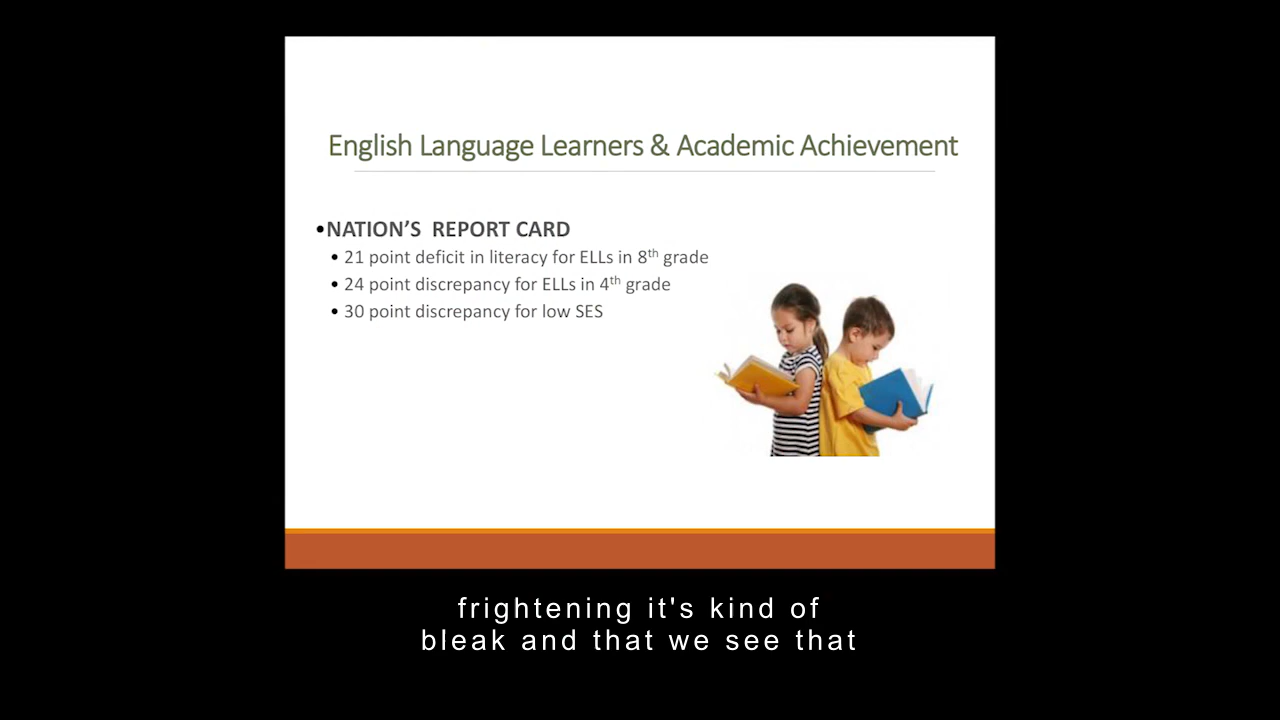 English Language Learners & Academic Achievement
•NATION'S REPORT CARD
• 21 point deficit in literacy for ELLs in 8th grade
• 24 point discrepancy for ELLs in 4th grade
• 30 point discrepancy for low SES
frightening it's kind of
bleak and that we see that